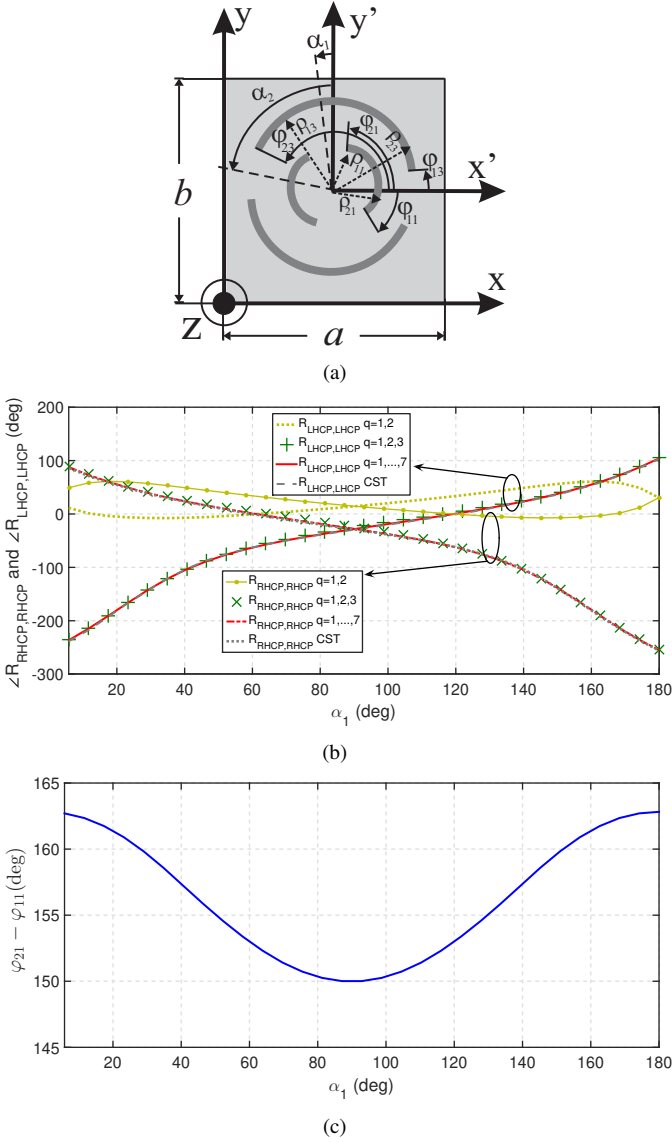 y
y'
α₁
α₂
φ₂₃
ρ₁₃
φ₂₁
ρ₂₃
φ₁₃
ρ₁₁
x'
b
ρ₂₁
φ₁₁
x
z
a
(a)
∠R_RHCP,RHCP and ∠R_LHCP,LHCP (deg)
200
100
0
-100
-200
-300
R_LHCP,LHCP q=1,2
R_LHCP,LHCP q=1,2,3
R_LHCP,LHCP q=1,...,7
R_LHCP,LHCP CST
R_RHCP,RHCP q=1,2
R_RHCP,RHCP q=1,2,3
R_RHCP,RHCP q=1,...,7
R_RHCP,RHCP CST
20 40 60 80 100 120 140 160 180
α₁ (deg)
(b)
φ₂₁ − φ₁₁(deg)
165
160
155
150
145
20 40 60 80 100 120 140 160 180
α₁ (deg)
(c)